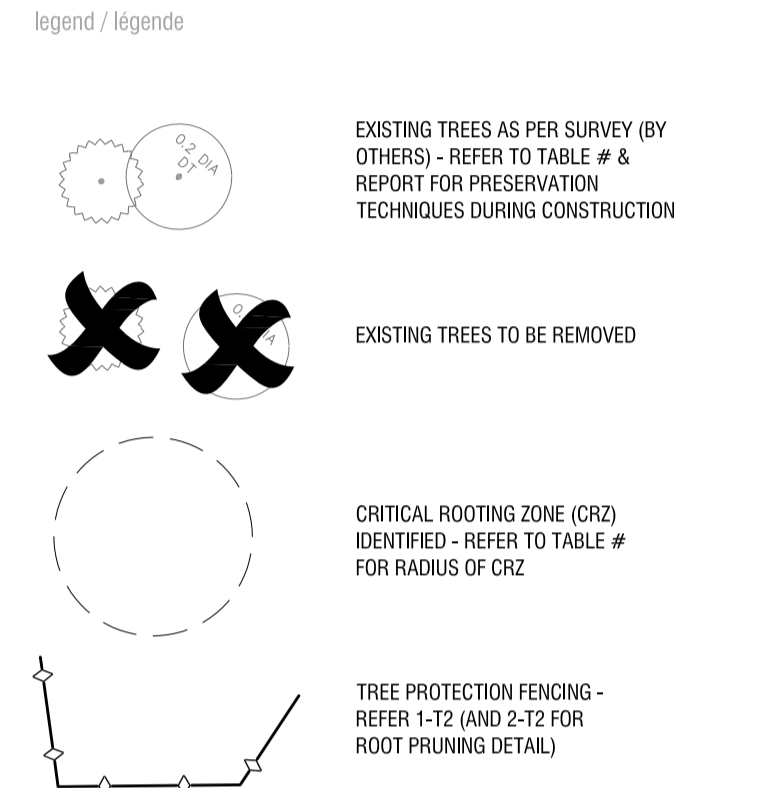 legend / légende
EXISTING TREES AS PER SURVEY (BY
OTHERS) - REFER TO TABLE # &
REPORT FOR PRESERVATION
TECHNIQUES DURING CONSTRUCTION
0.2 DIA
DT
EXISTING TREES TO BE REMOVED
CRITICAL ROOTING ZONE (CRZ)
IDENTIFIED - REFER TO TABLE #
FOR RADIUS OF CRZ
TREE PROTECTION FENCING -
REFER 1-T2 (AND 2-T2 FOR
ROOT PRUNING DETAIL)